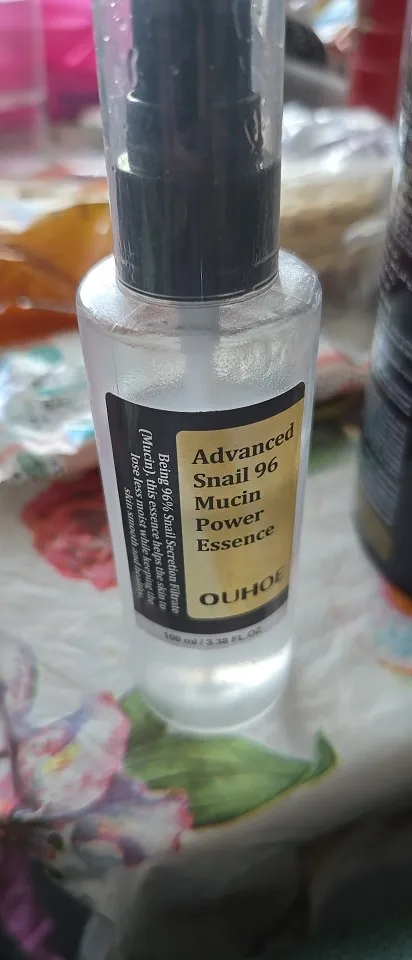 Advanced
Snail 96
Mucin
Power
Essence
OUHOE
Being 96% Snail Secretion Filtrate
(Mucin), this essence helps the skin to
lose less moist while keeping the
skin smooth and healthy.
100 ml / 3.38 FL.OZ